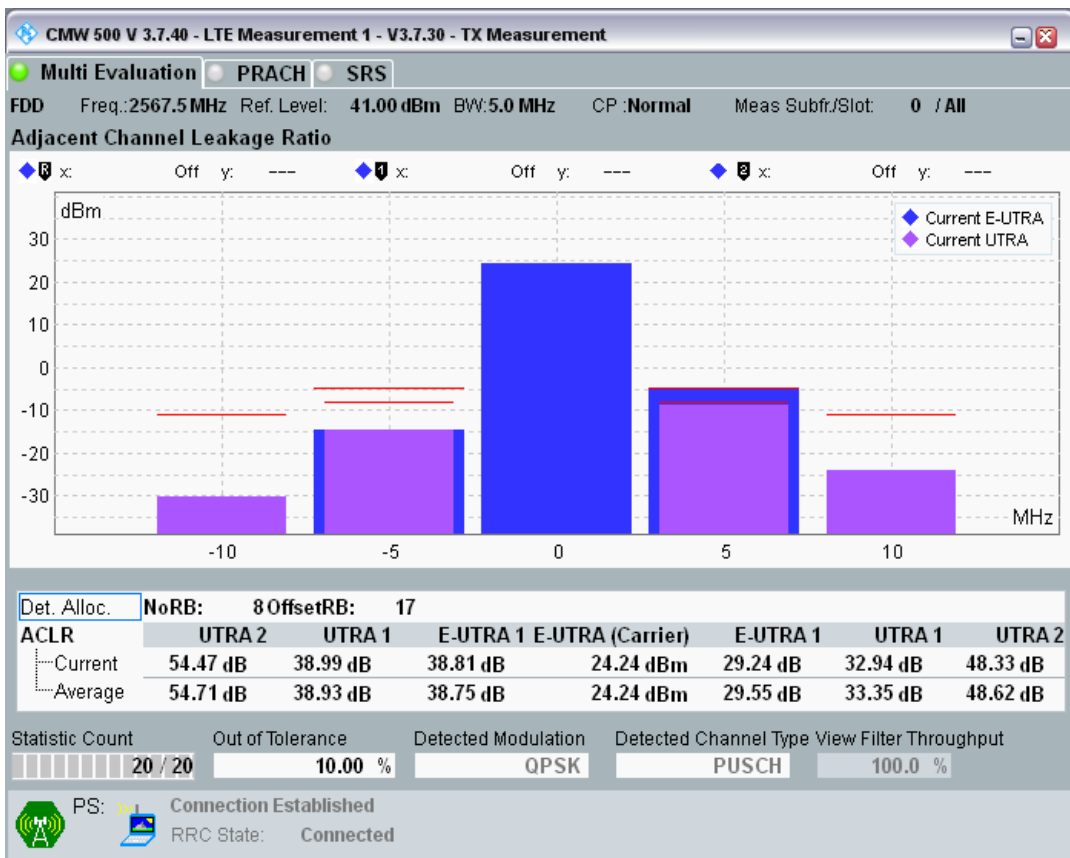 CMW 500 V 3.7.40 - LTE Measurement 1 - V3.7.30 - TX Measurement
Multi Evaluation PRACH SRS
FDD Freq.:2567.5 MHz Ref. Level: 41.00 dBm BW:5.0 MHz CP :Normal Meas Subfr./Slot: 0 / All
Adjacent Channel Leakage Ratio
R x: Off y: --- 1 x: Off y: --- 2 x: Off y: ---
dBm
Current E-UTRA
Current UTRA
30
20
10
0
-10
-20
-30
MHz
-10 -5 0 5 10
Det. Alloc. NoRB: 8 OffsetRB: 17
ACLR UTRA 2 UTRA 1 E-UTRA 1 E-UTRA (Carrier) E-UTRA 1 UTRA 1 UTRA 2
Current 54.47 dB 38.99 dB 38.81 dB 24.24 dBm 29.24 dB 32.94 dB 48.33 dB
Average 54.71 dB 38.93 dB 38.75 dB 24.24 dBm 29.55 dB 33.35 dB 48.62 dB
Statistic Count Out of Tolerance Detected Modulation Detected Channel Type View Filter Throughput
20 / 20 10.00 % QPSK PUSCH 100.0 %
PS: Connection Established
RRC State: Connected